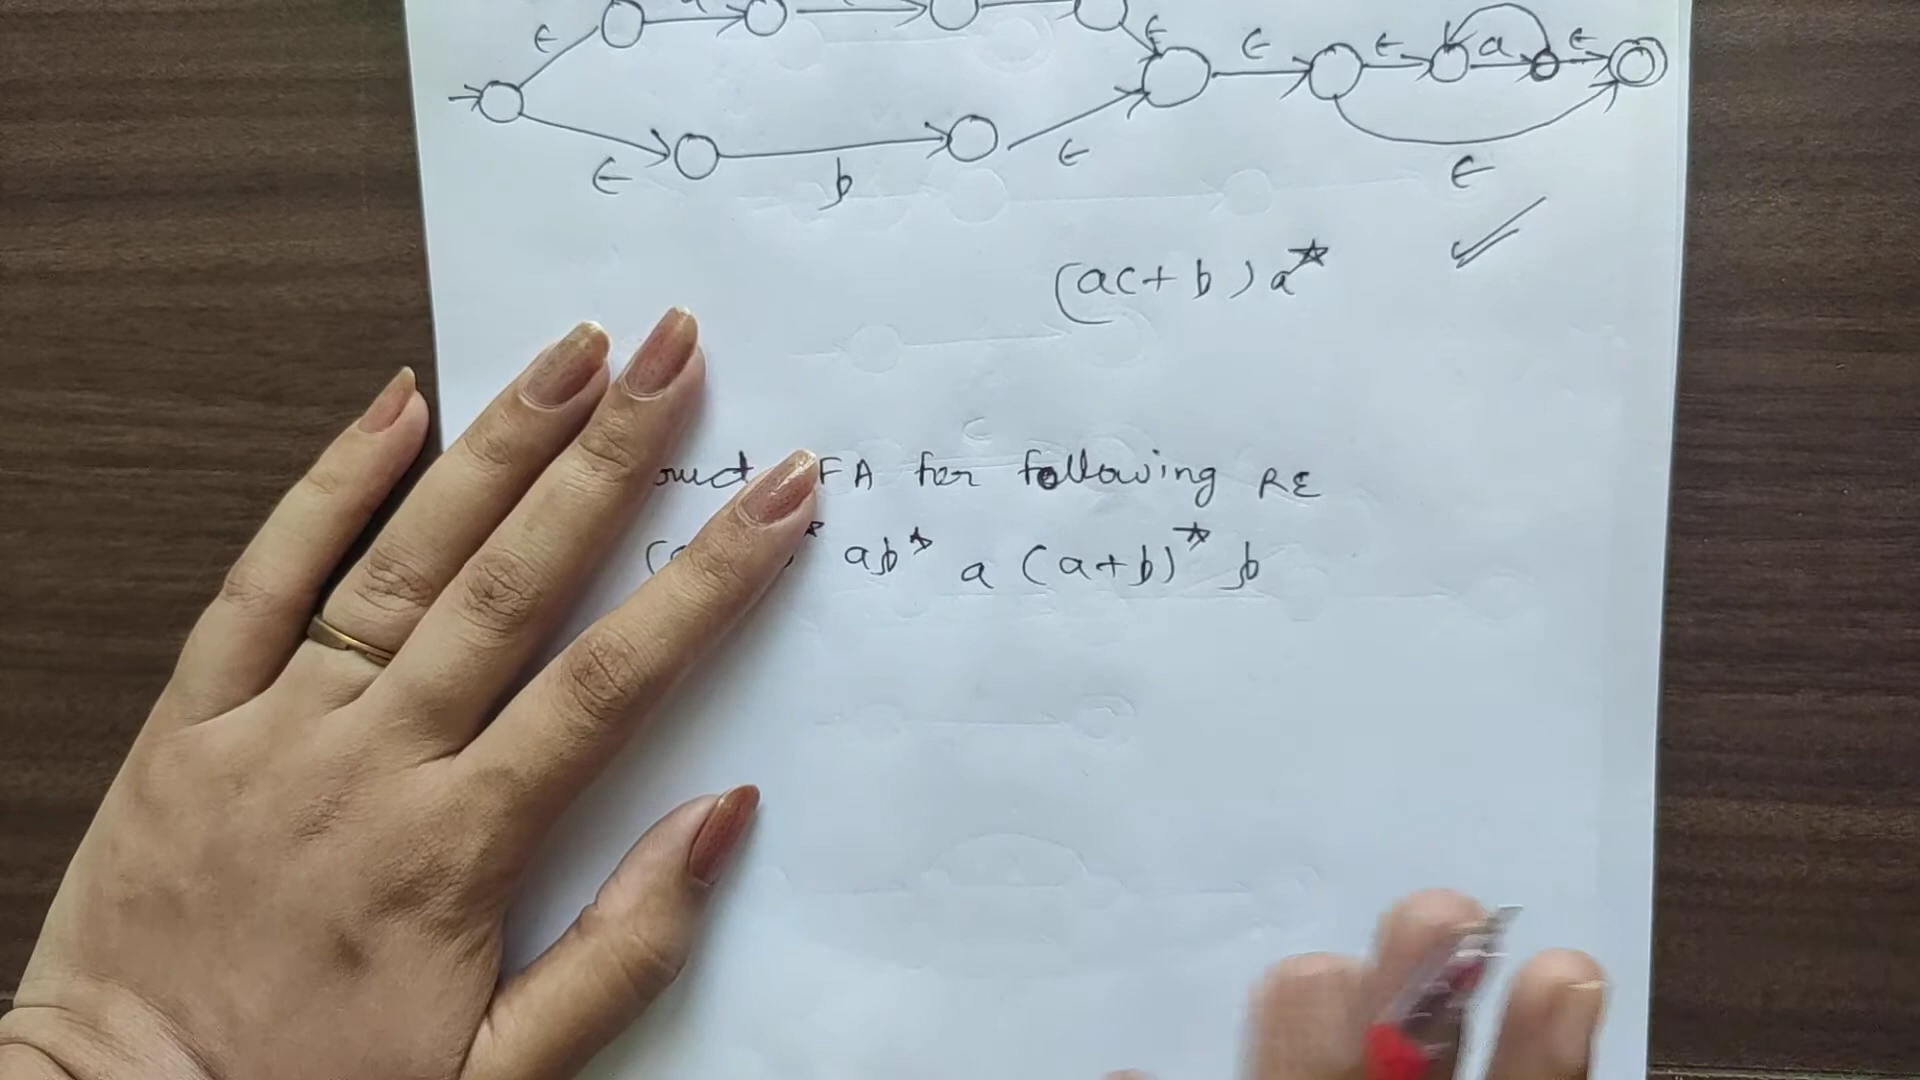 ϵ ϵ ϵ ϵ a ϵ
ϵ b ϵ ϵ
(ac+b)a*
ruct FA for following RE
( * ab* a (a+b)* b